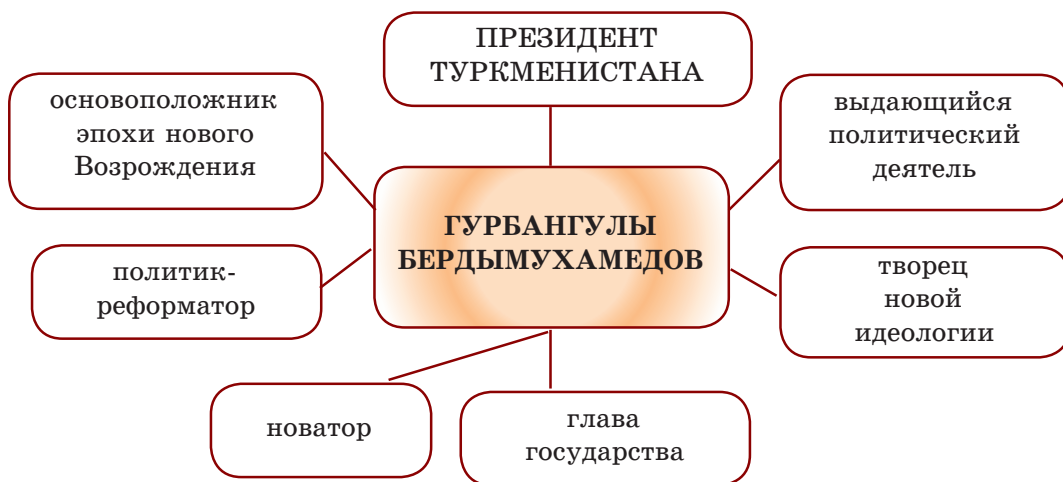 ПРЕЗИДЕНТ
ТУРКМЕНИСТАНА
основоположник
эпохи нового
Возрождения
выдающийся
политический
деятель
ГУРБАНГУЛЫ
БЕРДЫМУХАМЕДОВ
политик-
реформатор
творец
новой
идеологии
новатор
глава
государства